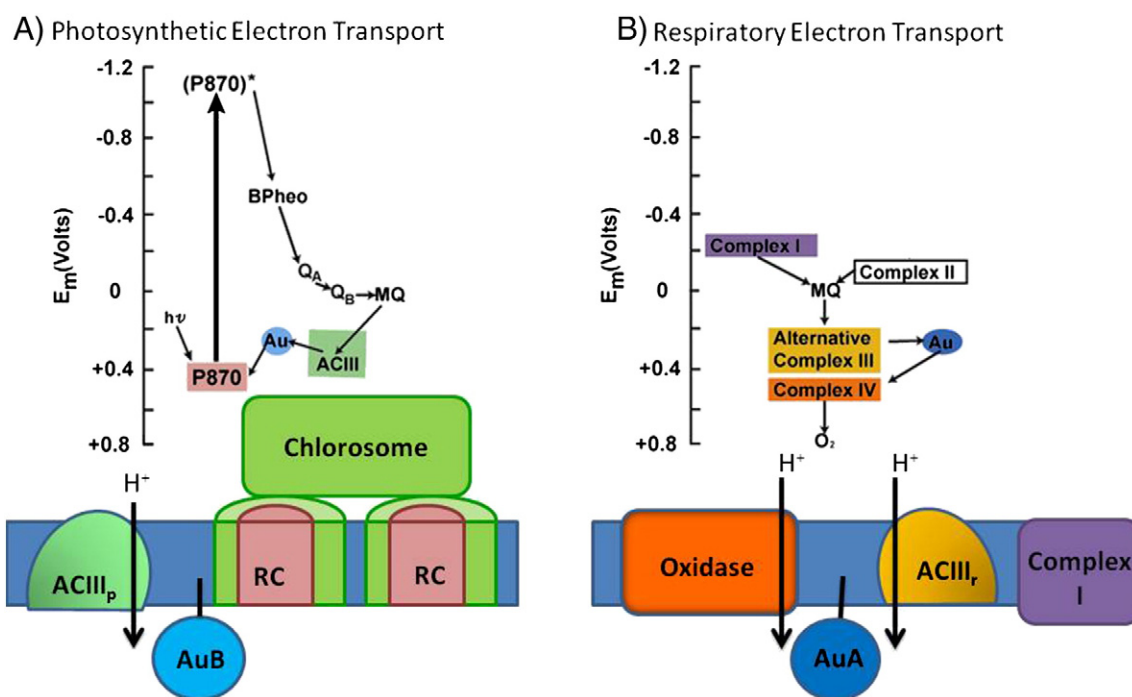 A) Photosynthetic Electron Transport
-1.2
-0.8
-0.4
0
+0.4
+0.8
Em(Volts)
(P870)*
BPheo
QA
QB
MQ
hν
Au
ACIII
P870
Chlorosome
H+
ACIIIp
RC
RC
AuB
B) Respiratory Electron Transport
-1.2
-0.8
-0.4
0
+0.4
+0.8
Em(Volts)
Complex I
Complex II
MQ
Alternative
Complex III
Au
Complex IV
O2
H+
H+
Oxidase
ACIIIr
Complex
I
AuA